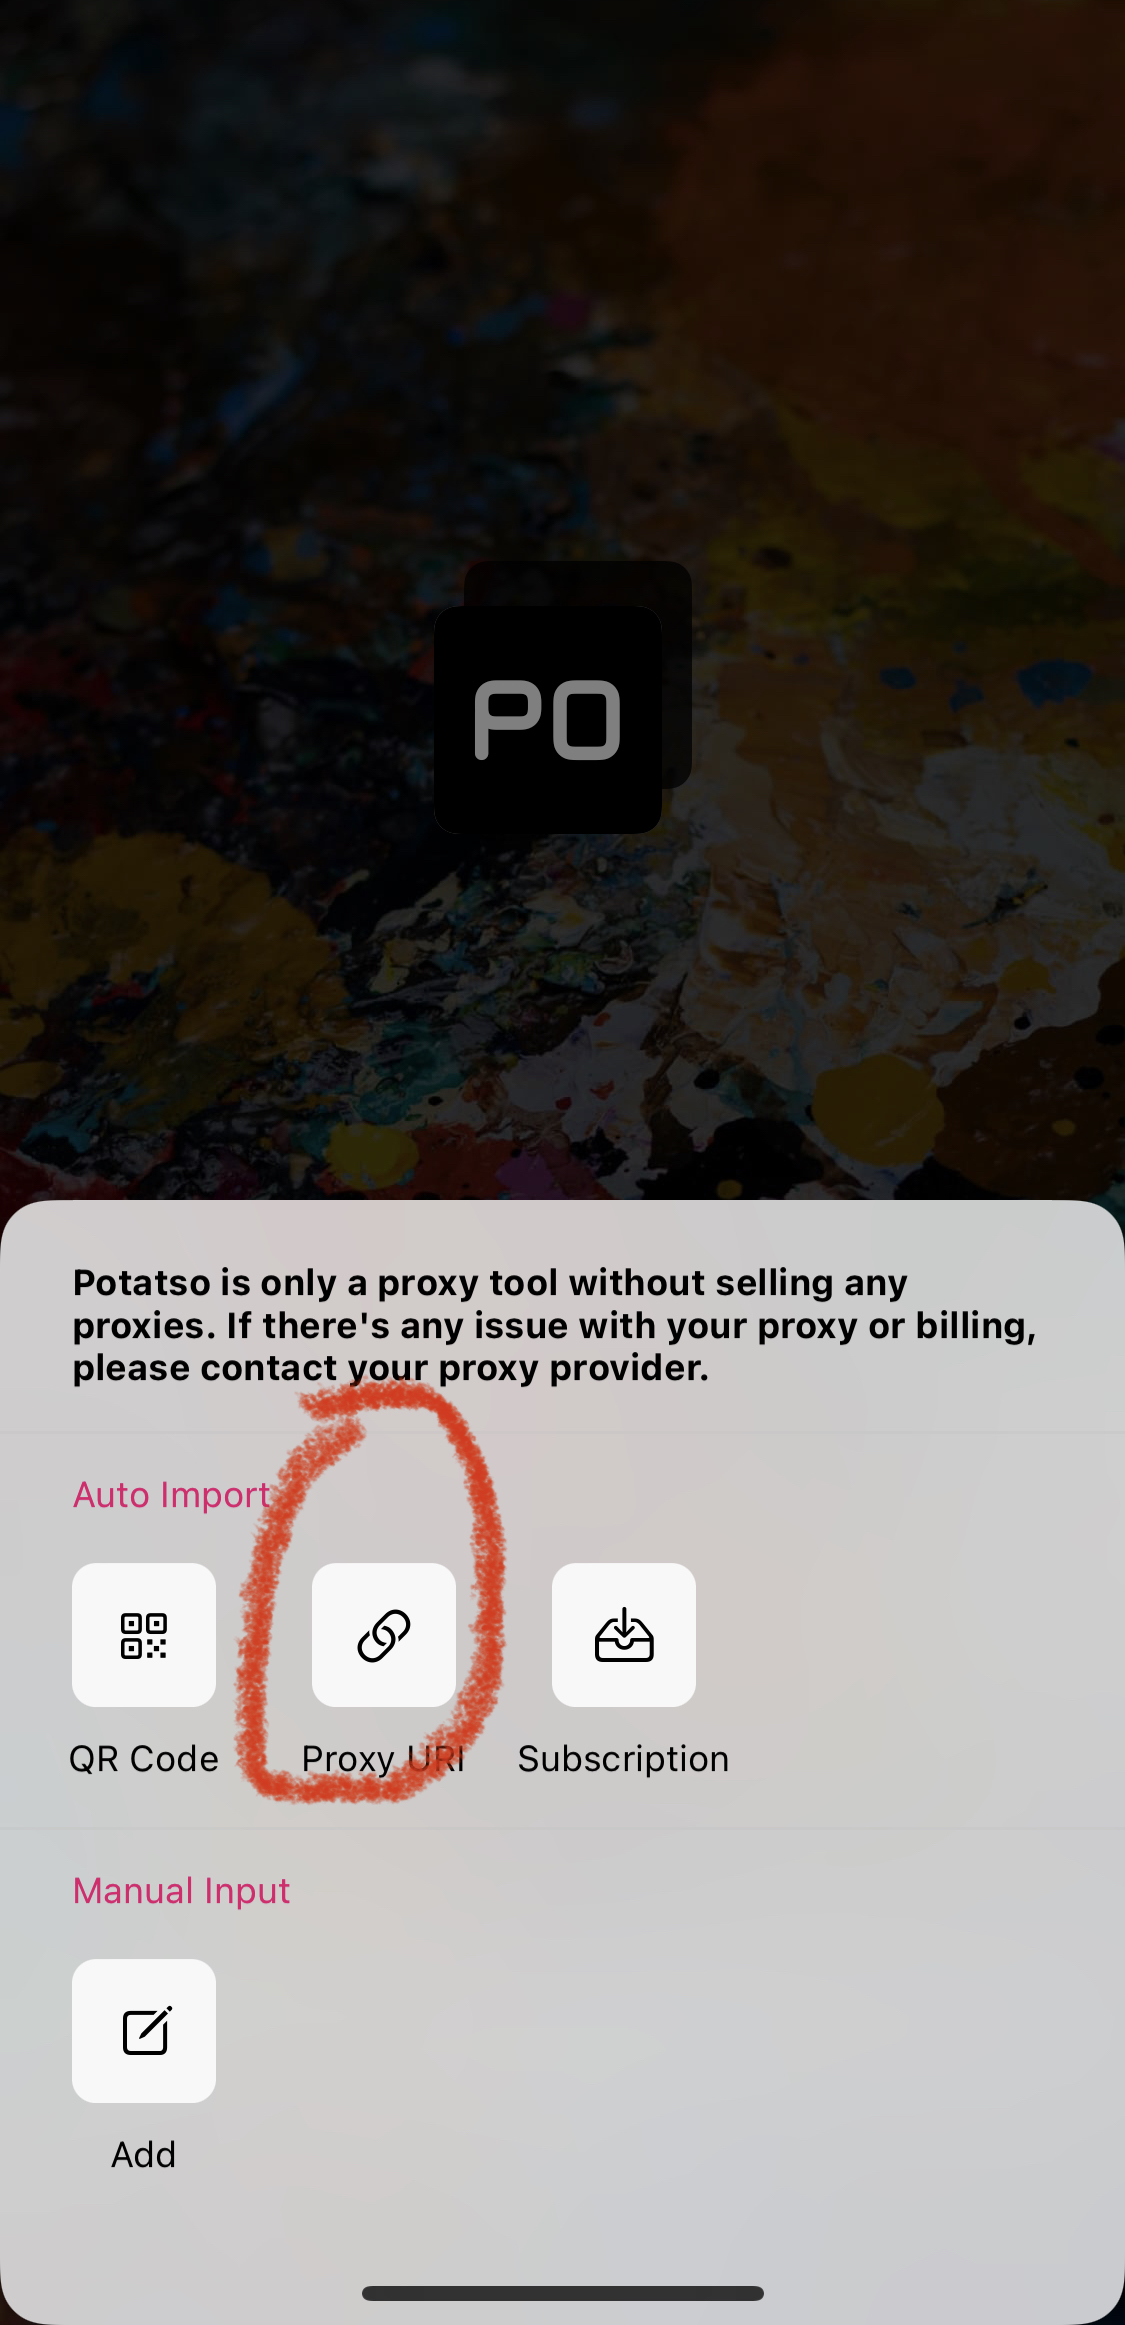 PO
Potatso is only a proxy tool without selling any
proxies. If there's any issue with your proxy or billing,
please contact your proxy provider.
Auto Import
QR Code Proxy URI Subscription
Manual Input
Add